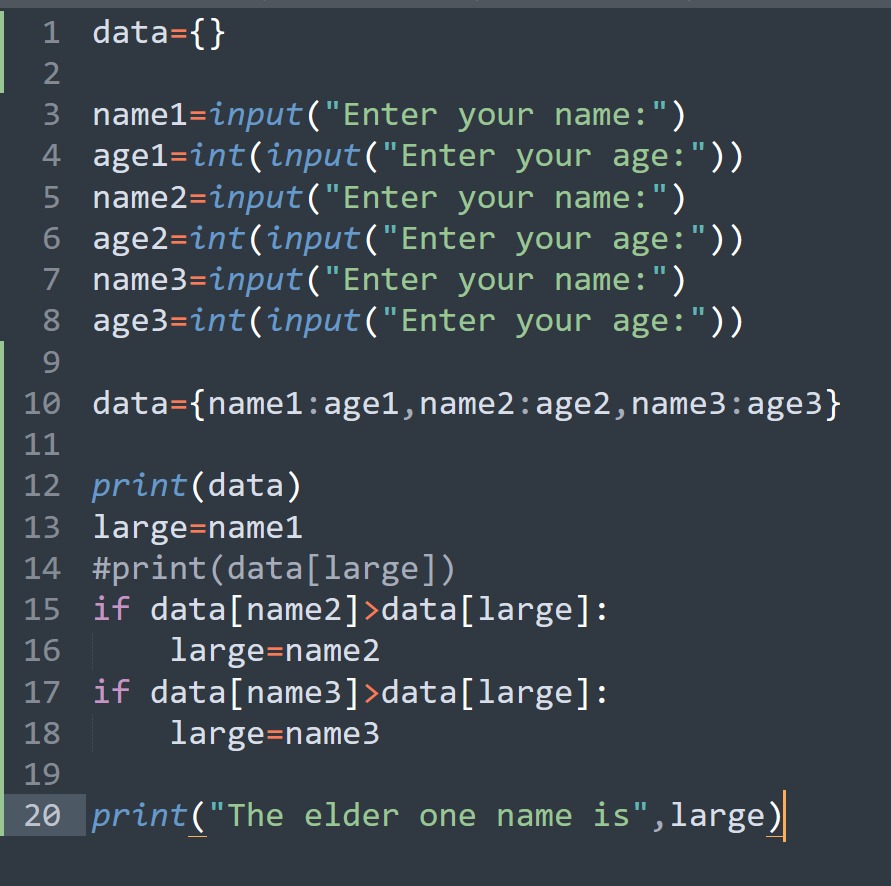 1 data={}
2
3 name1=input("Enter your name:")
4 age1=int(input("Enter your age:"))
5 name2=input("Enter your name:")
6 age2=int(input("Enter your age:"))
7 name3=input("Enter your name:")
8 age3=int(input("Enter your age:"))
9
10 data={name1:age1,name2:age2,name3:age3}
11
12 print(data)
13 large=name1
14 #print(data[large])
15 if data[name2]>data[large]:
16     large=name2
17 if data[name3]>data[large]:
18     large=name3
19
20 print("The elder one name is",large)